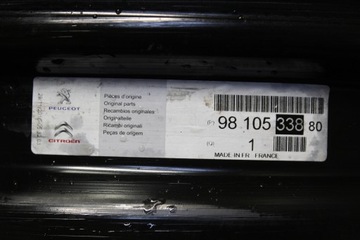 PEUGEOT
CITROËN
Pièces d'origine
Original parts
Recambios originales
Originalteile
Ricambi originali
Peças de origem
(P) 98 105 338 80
(Q) 1
MADE IN FR FRANCE